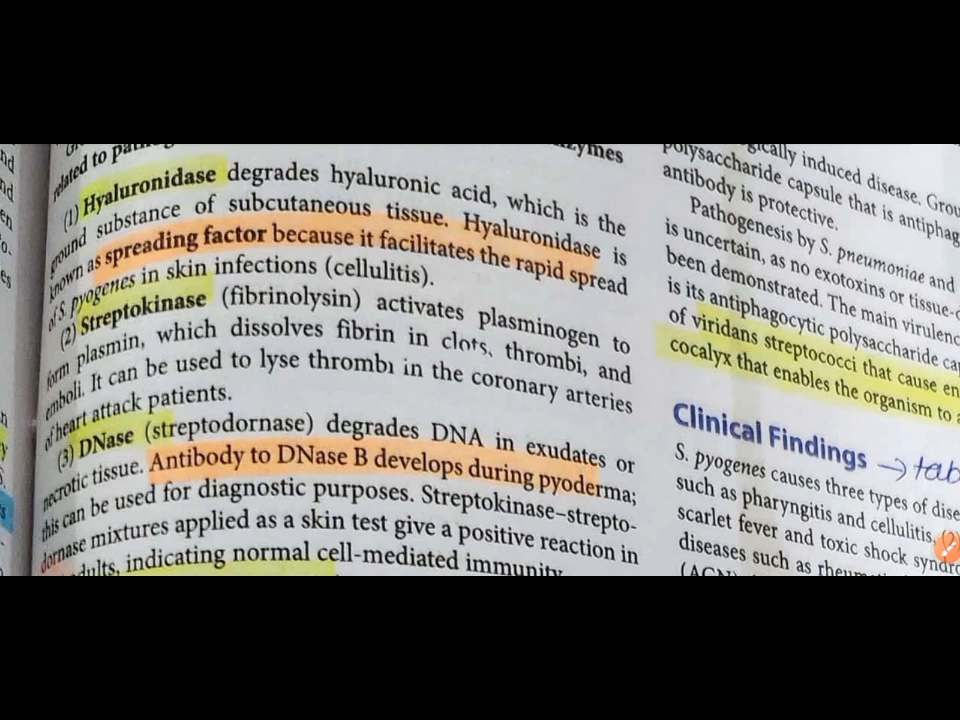 related to
nzymes
(1) Hyaluronidase degrades hyaluronic acid, which is the
ground substance of subcutaneous tissue. Hyaluronidase is
known as spreading factor because it facilitates the rapid spread
of S. pyogenes in skin infections (cellulitis).
(2) Streptokinase (fibrinolysin) activates plasminogen to
form plasmin, which dissolves fibrin in clots, thrombi, and
emboli. It can be used to lyse thrombi in the coronary arteries
of heart attack patients.
(3) DNase (streptodornase) degrades DNA in exudates or
necrotic tissue. Antibody to DNase B develops during pyoderma;
this can be used for diagnostic purposes. Streptokinase–strepto-
dornase mixtures applied as a skin test give a positive reaction in
dults, indicating normal cell-mediated immunity
gically induced disease. Grou
polysaccharide capsule that is antiphag
antibody is protective.
Pathogenesis by S. pneumoniae and
is uncertain, as no exotoxins or tissue-d
been demonstrated. The main virulenc
is its antiphagocytic polysaccharide cap
of viridans streptococci that cause en
cocalyx that enables the organism to a
Clinical Findings → tab
S. pyogenes causes three types of dise
such as pharyngitis and cellulitis, (2)
scarlet fever and toxic shock syndro
diseases such as rheum
(AGN)